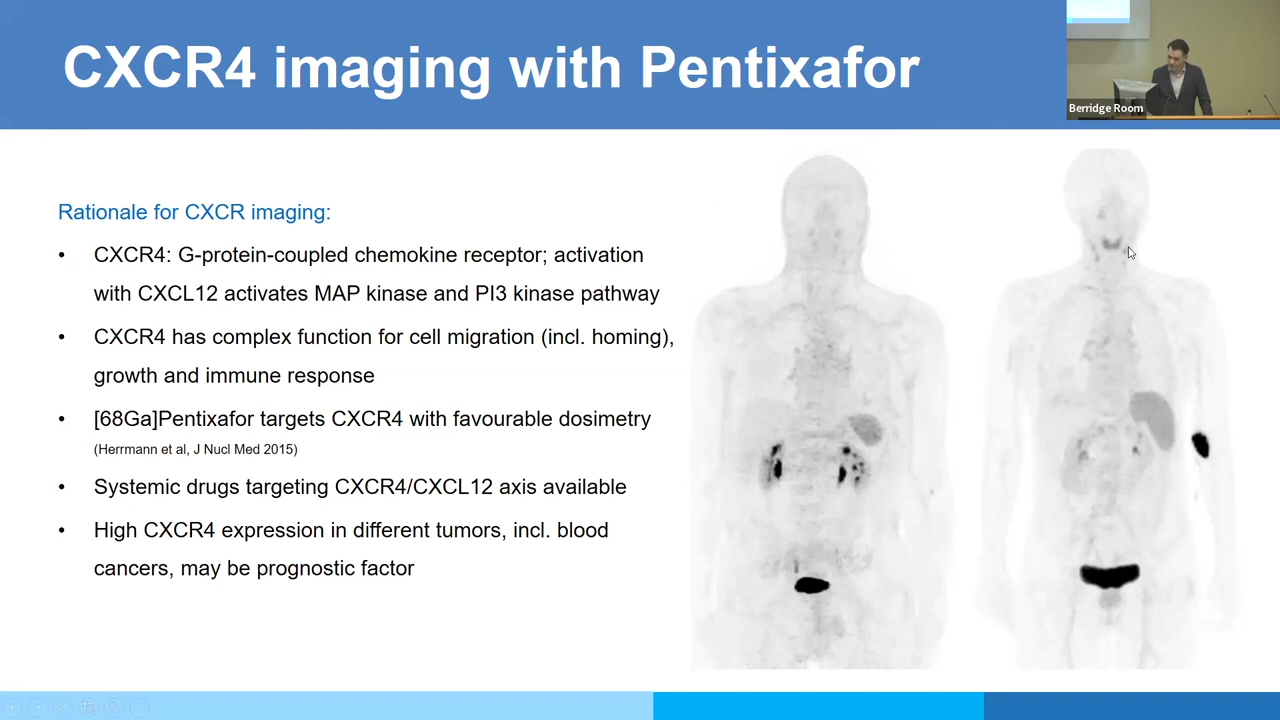 CXCR4 imaging with Pentixafor
Berridge Room
Rationale for CXCR imaging:
• CXCR4: G-protein-coupled chemokine receptor; activation
with CXCL12 activates MAP kinase and PI3 kinase pathway
• CXCR4 has complex function for cell migration (incl. homing),
growth and immune response
• [68Ga]Pentixafor targets CXCR4 with favourable dosimetry
(Herrmann et al, J Nucl Med 2015)
• Systemic drugs targeting CXCR4/CXCL12 axis available
• High CXCR4 expression in different tumors, incl. blood
cancers, may be prognostic factor